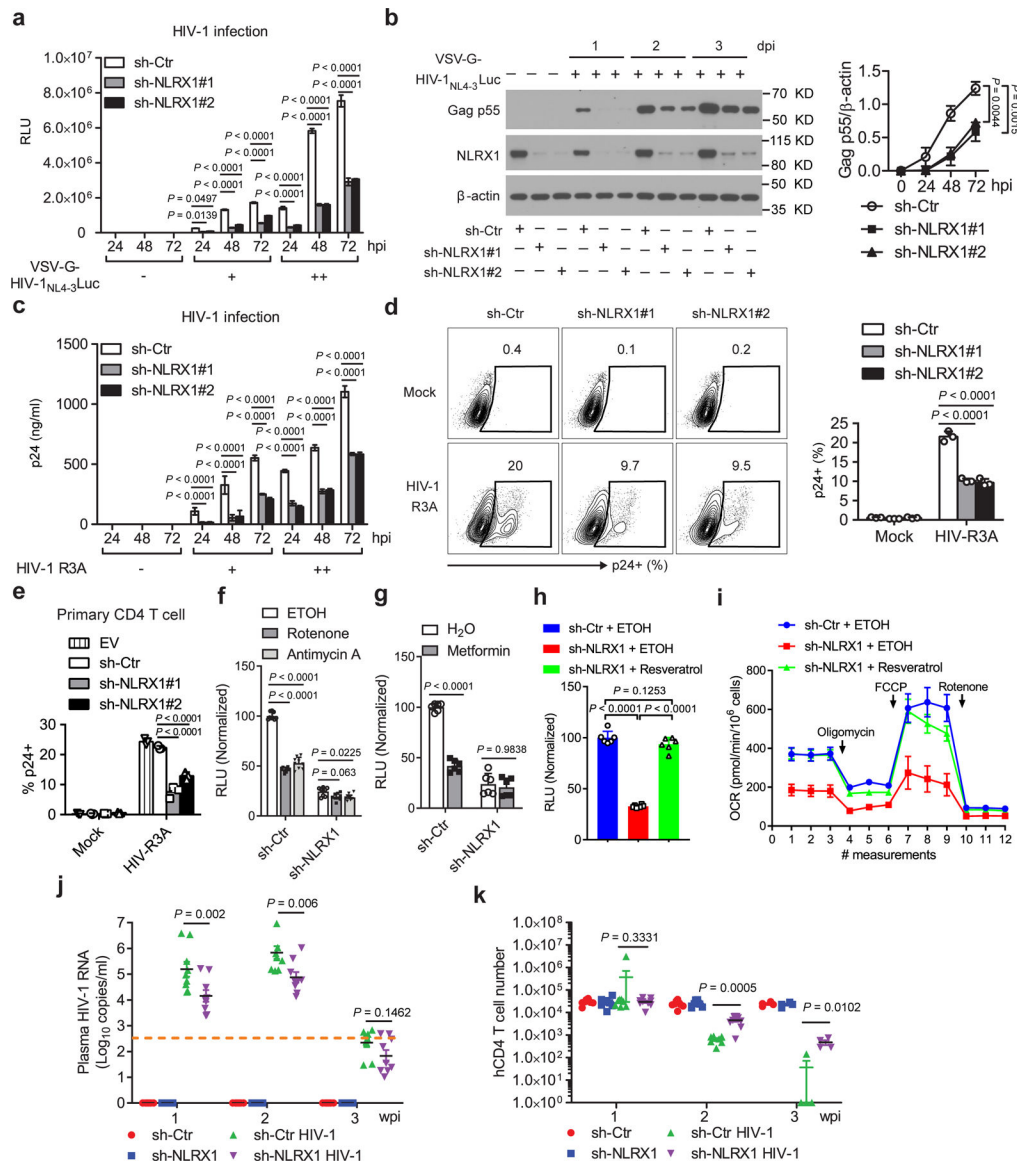 a
HIV-1 infection
1.0×10⁷
8.0×10⁶
6.0×10⁶
4.0×10⁶
2.0×10⁶
0
RLU
sh-Ctr
sh-NLRX1#1
sh-NLRX1#2
P < 0.0001
P < 0.0001
P < 0.0001
P < 0.0001
P < 0.0001
P < 0.0001
P < 0.0001
P < 0.0001
P < 0.0001
P < 0.0001
P = 0.0497
P = 0.0139
24 48 72 24 48 72 24 48 72 hpi
VSV-G-
HIV-1NL4-3Luc
- + ++
b
1 2 3 dpi
VSV-G-
HIV-1NL4-3Luc
– – – + + + + + + + + +
Gag p55
70 KD
50 KD
NLRX1
115 KD
80 KD
β-actin
50 KD
35 KD
sh-Ctr + – – + – – + – – + – –
sh-NLRX1#1 – + – – + – – + – – + –
sh-NLRX1#2 – – + – – + – – + – – +
Gag p55/β-actin
1.5
1.0
0.5
0.0
0 24 48 72 hpi
P = 0.0044
P = 0.0015
sh-Ctr
sh-NLRX1#1
sh-NLRX1#2
c
HIV-1 infection
1500
1000
500
0
p24 (ng/ml)
sh-Ctr
sh-NLRX1#1
sh-NLRX1#2
P < 0.0001
P < 0.0001
P < 0.0001
P < 0.0001
P < 0.0001
P < 0.0001
P < 0.0001
P < 0.0001
P < 0.0001
P < 0.0001
P < 0.0001
P < 0.0001
24 48 72 24 48 72 24 48 72 hpi
HIV-1 R3A - + ++
d
sh-Ctr sh-NLRX1#1 sh-NLRX1#2
Mock
0.4 0.1 0.2
HIV-1
R3A
20 9.7 9.5
p24+ (%)
sh-Ctr
sh-NLRX1#1
sh-NLRX1#2
P < 0.0001
P < 0.0001
p24+ (%)
25
20
15
10
5
0
Mock HIV-R3A
e
Primary CD4 T cell
EV
sh-Ctr
sh-NLRX1#1
sh-NLRX1#2
P < 0.0001
P < 0.0001
% p24+
30
20
10
0
Mock
HIV-R3A
f
ETOH
Rotenone
Antimycin A
RLU (Normalized)
150
100
50
0
P < 0.0001
P < 0.0001
P = 0.0225
P = 0.063
sh-Ctr
sh-NLRX1
g
H₂O
Metformin
RLU (Normalized)
150
100
50
0
P < 0.0001
P = 0.9838
sh-Ctr
sh-NLRX1
h
sh-Ctr + ETOH
sh-NLRX1 + ETOH
sh-NLRX1 + Resveratrol
RLU (Normalized)
150
100
50
0
P = 0.1253
P < 0.0001 P < 0.0001
i
sh-Ctr + ETOH
sh-NLRX1 + ETOH
sh-NLRX1 + Resveratrol
OCR (pmol/min/10⁶ cells)
800
600
400
200
0
Oligomycin
FCCP
Rotenone
0 1 2 3 4 5 6 7 8 9 10 11 12
# measurements
j
Plasma HIV-1 RNA
(Log₁₀ copies/ml)
7
6
5
4
3
2
1
0
P = 0.002
P = 0.006
P = 0.1462
1 2 3 wpi
sh-Ctr
sh-NLRX1
sh-Ctr HIV-1
sh-NLRX1 HIV-1
k
hCD4 T cell number
1.0×10⁸
1.0×10⁷
1.0×10⁶
1.0×10⁵
1.0×10⁴
1.0×10³
1.0×10²
1.0×10¹
1.0×10⁰
P = 0.3331
P = 0.0005
P = 0.0102
1 2 3 wpi
sh-Ctr
sh-NLRX1
sh-Ctr HIV-1
sh-NLRX1 HIV-1